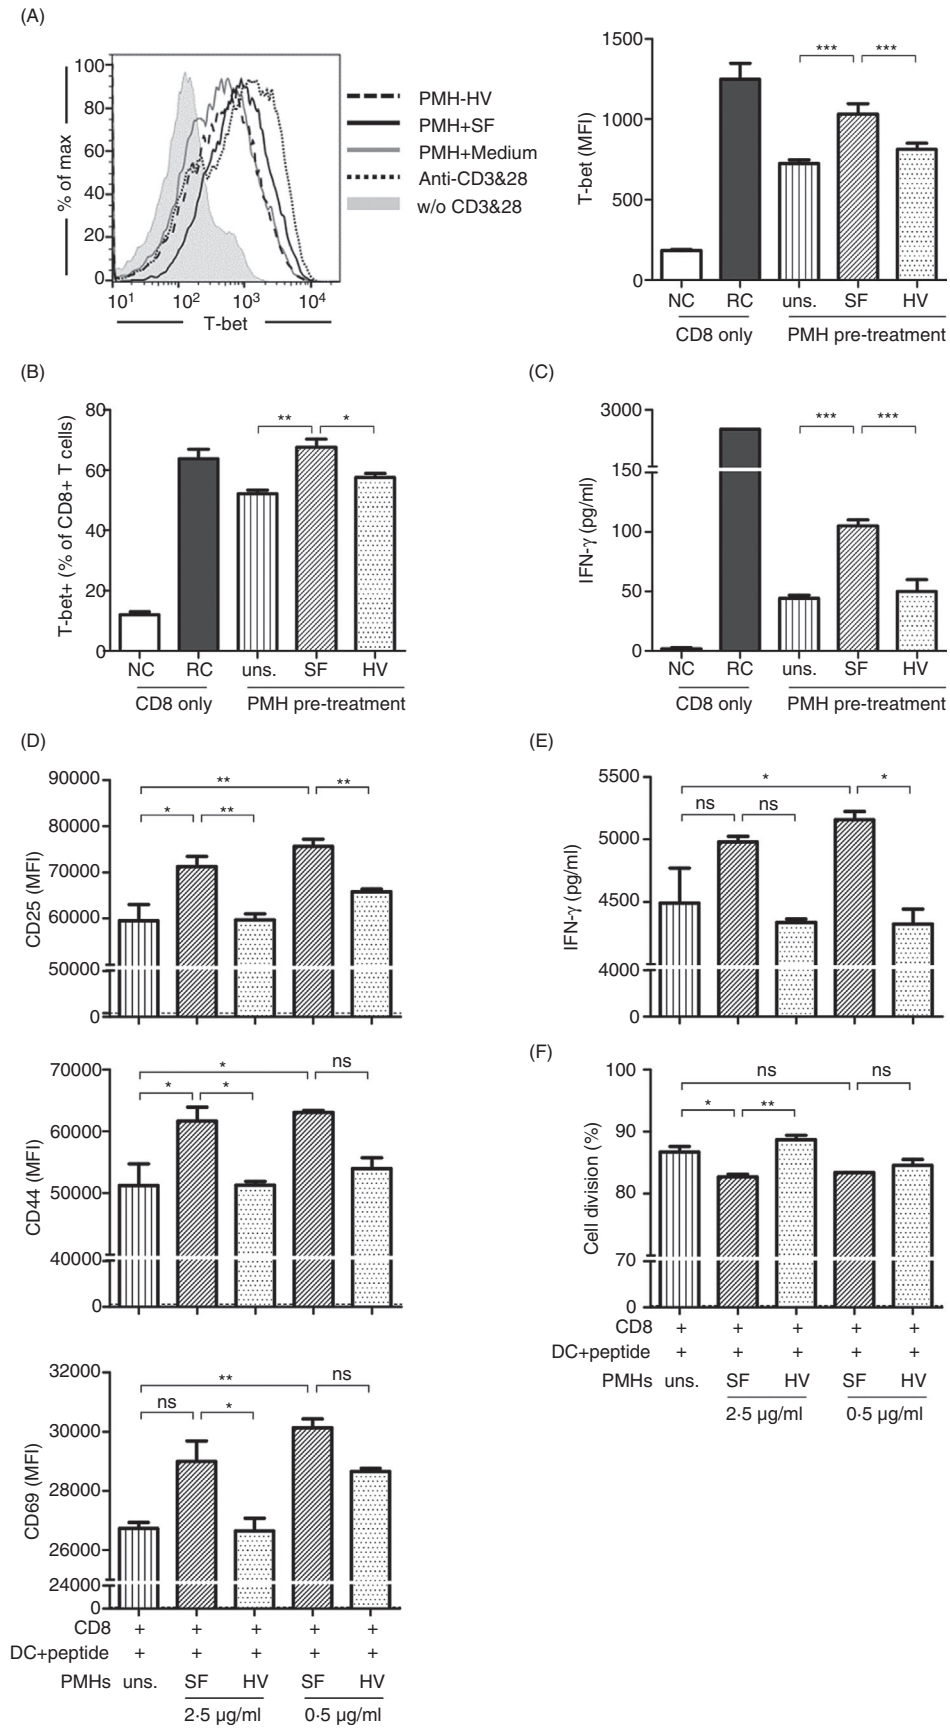 (A)
100
80
60
40
20
0
% of max
10¹ 10² 10³ 10⁴
T-bet
PMH-HV
PMH+SF
PMH+Medium
Anti-CD3&28
w/o CD3&28
1500
1000
500
0
T-bet (MFI)
*** ***
NC RC uns. SF HV
CD8 only PMH pre-treatment
(B)
80
60
40
20
0
T-bet+ (% of CD8+ T cells)
** *
NC RC uns. SF HV
CD8 only PMH pre-treatment
(C)
3000
150
100
50
0
IFN-γ (pg/ml)
*** ***
NC RC uns. SF HV
CD8 only PMH pre-treatment
(D)
90000
80000
70000
60000
50000
0
CD25 (MFI)
** **
* **
70000
60000
50000
40000
0
CD44 (MFI)
* ns
* *
32000
30000
28000
26000
24000
0
CD69 (MFI)
** ns
ns *
CD8 + + + + +
DC+peptide + + + + +
PMHs uns. SF HV SF HV
2·5 µg/ml 0·5 µg/ml
(E)
5500
5000
4500
4000
0
IFN-γ (pg/ml)
* *
ns ns
(F)
100
90
80
70
0
Cell division (%)
ns ns
* **
CD8 + + + + +
DC+peptide + + + + +
PMHs uns. SF HV SF HV
2·5 µg/ml 0·5 µg/ml